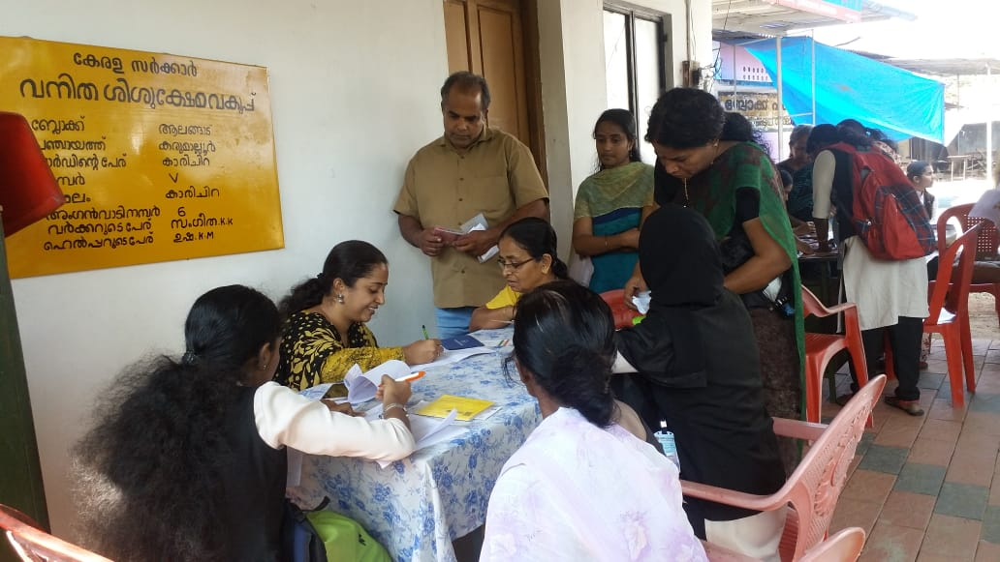 കേരള സർക്കാർ
വനിത ശിശുക്ഷേമവകുപ്പ്
ബ്ലോക്ക് ആലങ്ങാട്
പഞ്ചായത്ത് കരുമാല്ലൂർ
വാർഡിന്റെ പേര് കാരിചിറ
നമ്പർ V
സ്ഥലം കാരിചിറ
അംഗൻവാടിനമ്പർ 6
വർക്കറുടെപേര് സംഗീത.K.K
ഹെൽപ്പറുടെപേര് ഉഷ.K.M